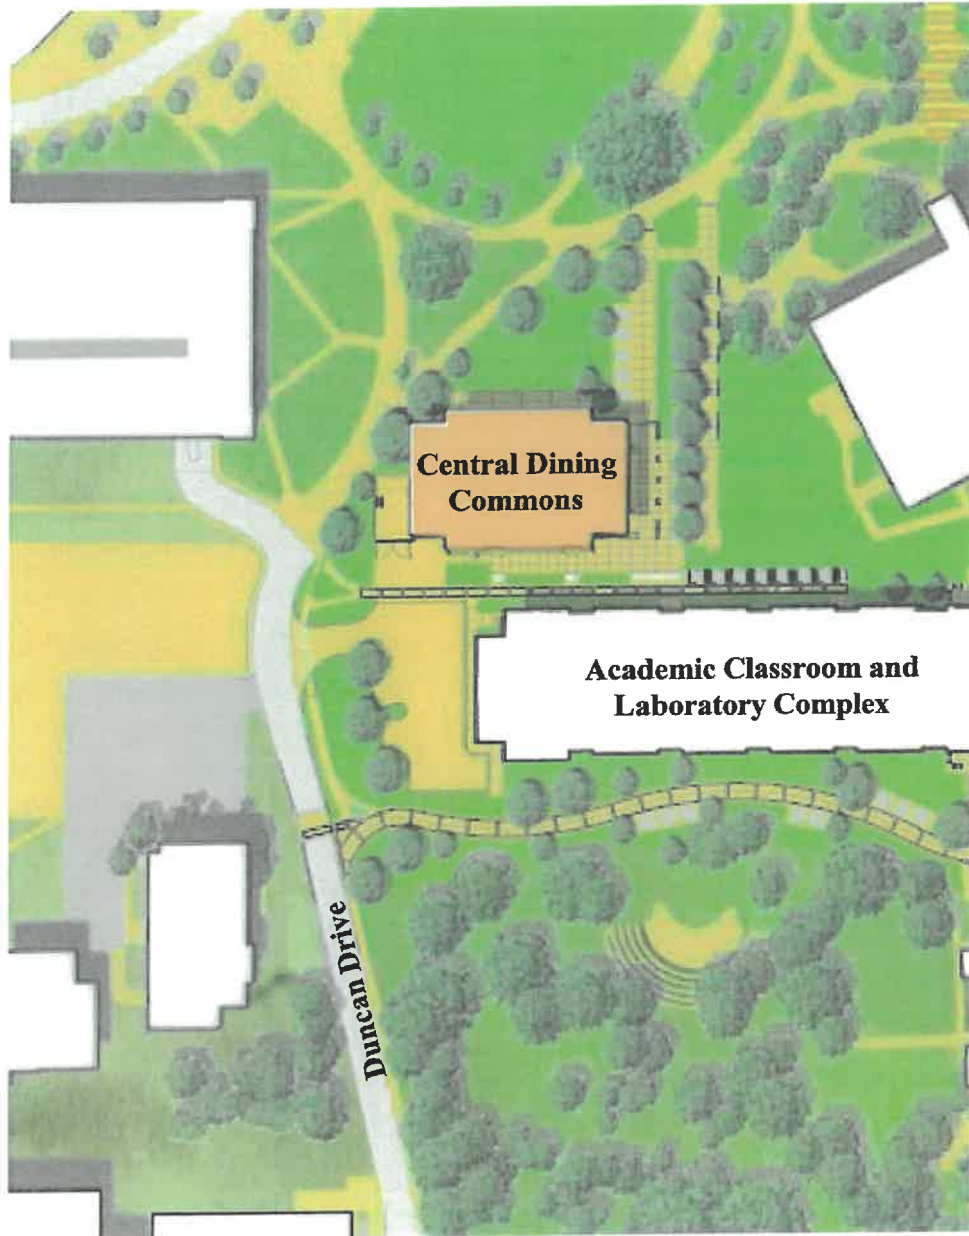 Central Dining
Commons
Academic Classroom and
Laboratory Complex
Duncan Drive